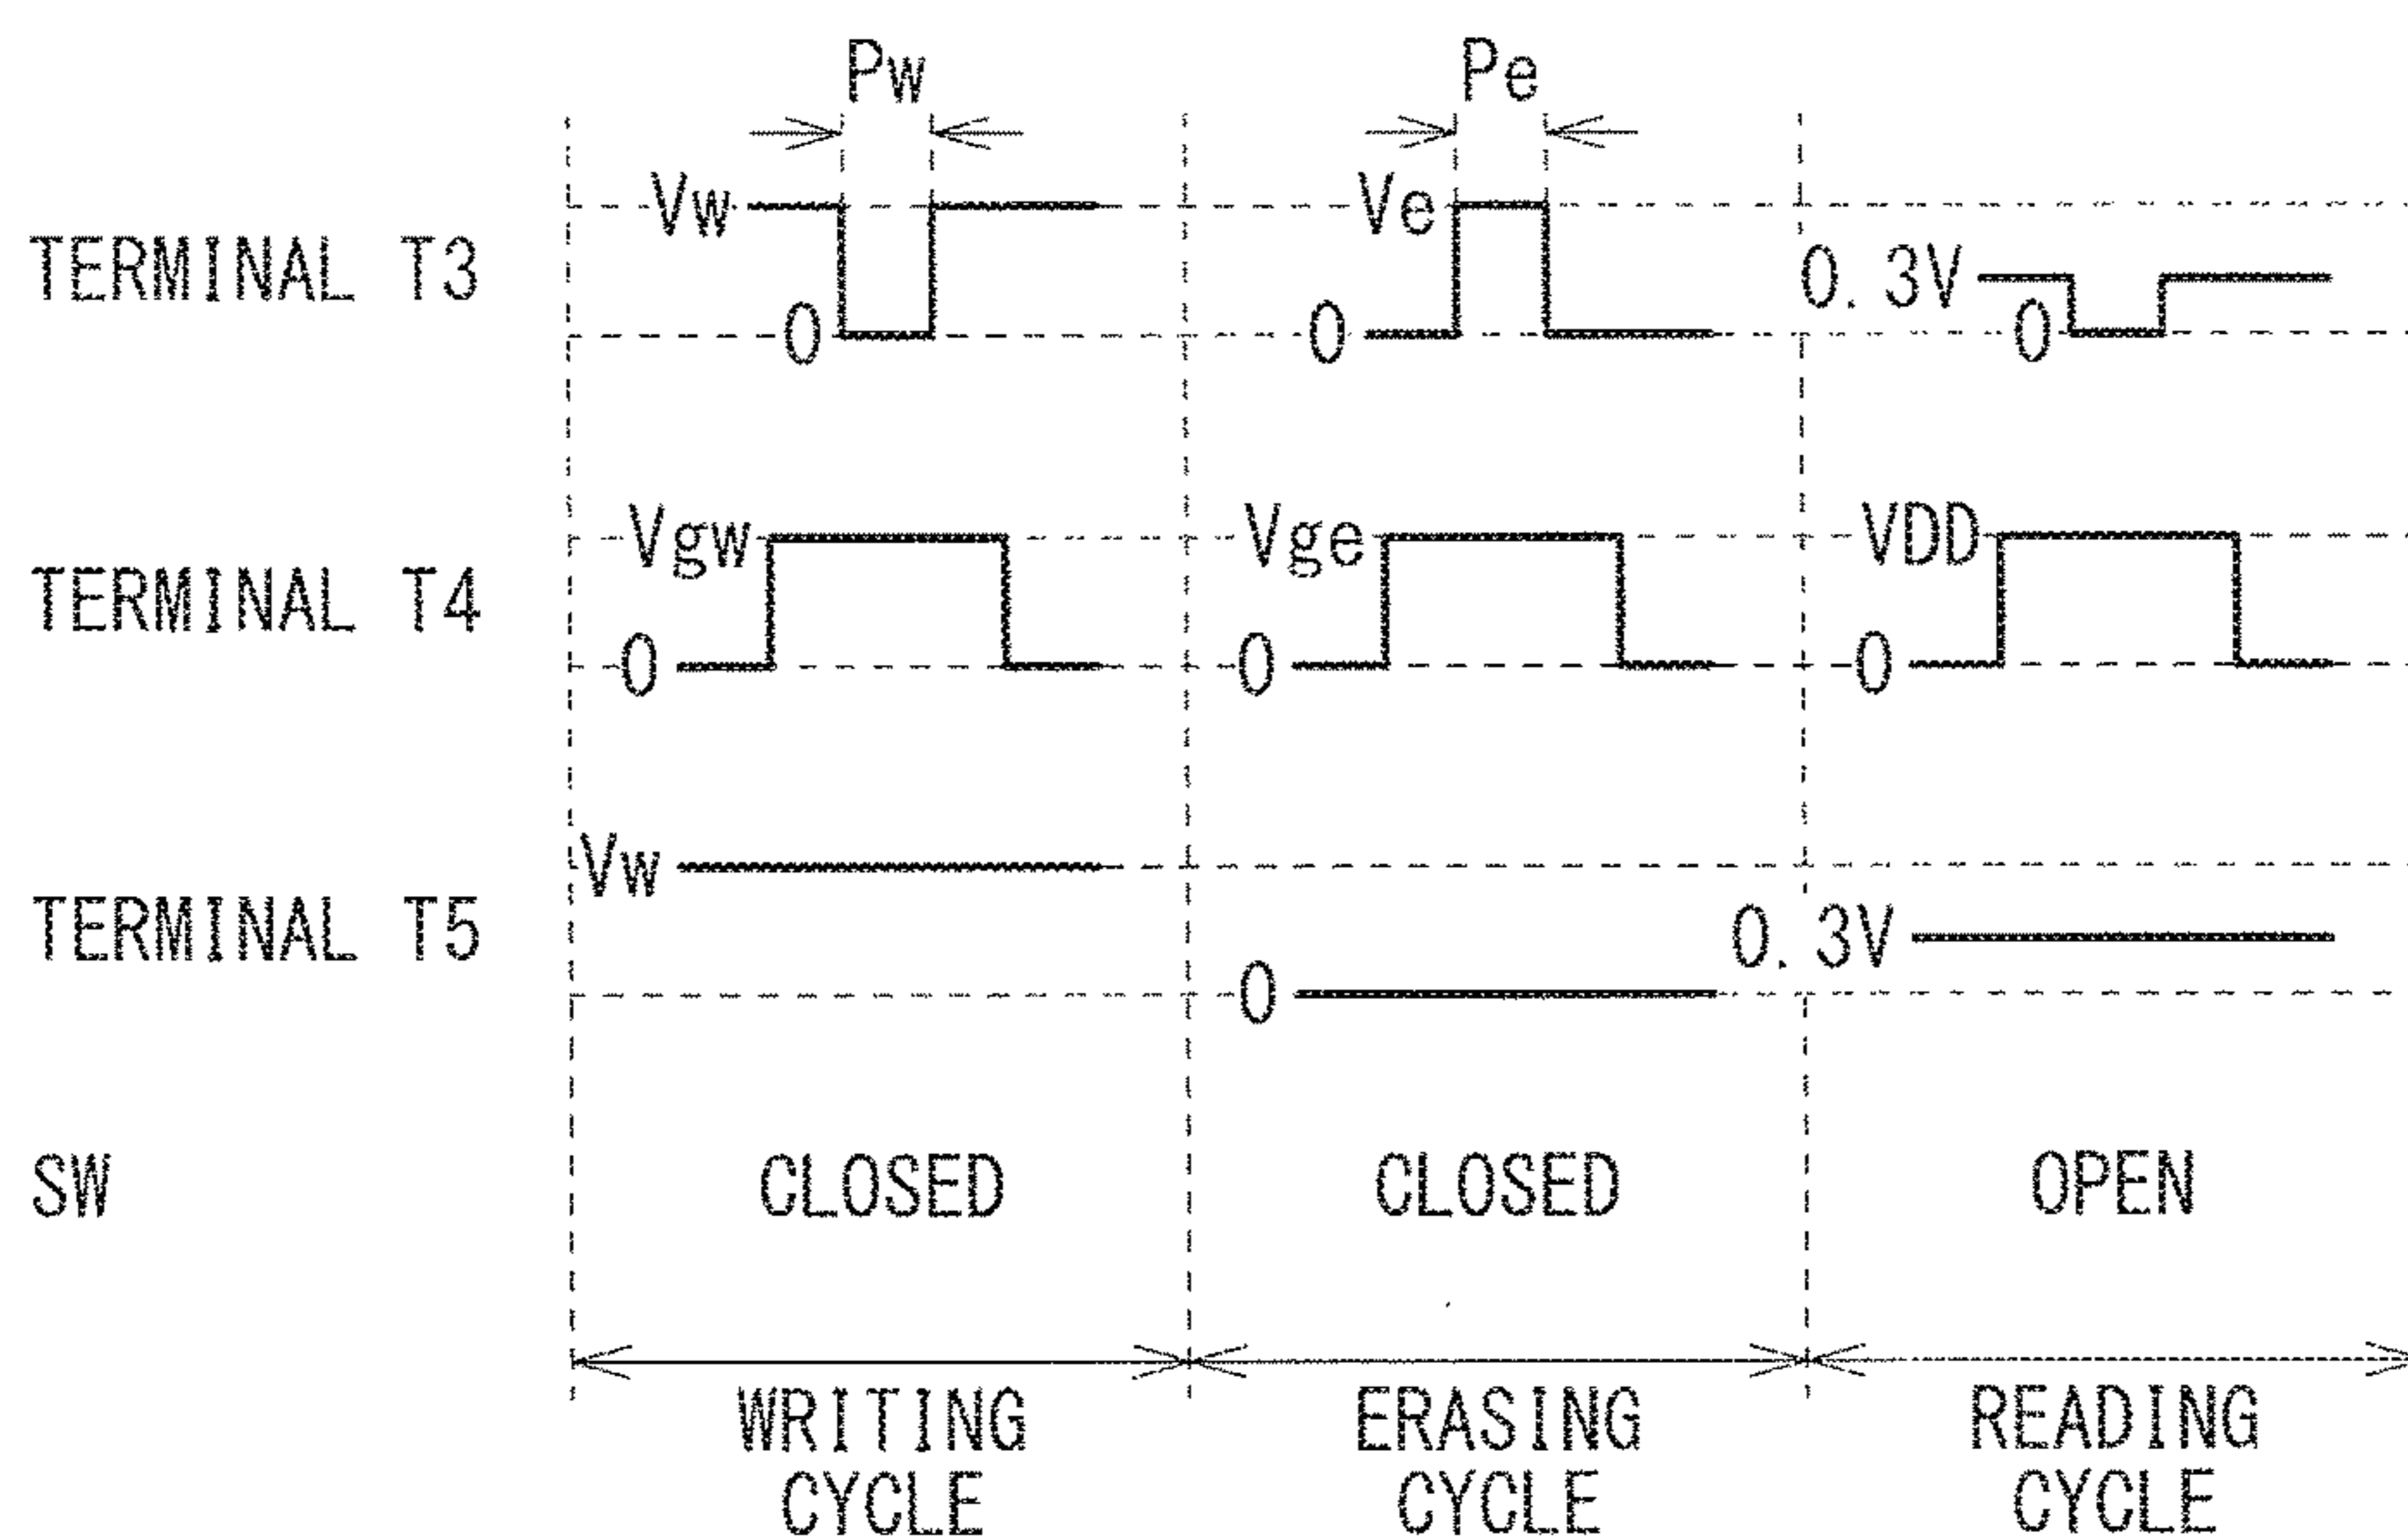 Pw Pe
Vw Ve
TERMINAL T3 0.3V
0 0 0
Vgw Vge VDD
TERMINAL T4
0 0 0
Vw
TERMINAL T5 0.3V
0
SW CLOSED CLOSED OPEN
WRITING ERASING READING
CYCLE CYCLE CYCLE